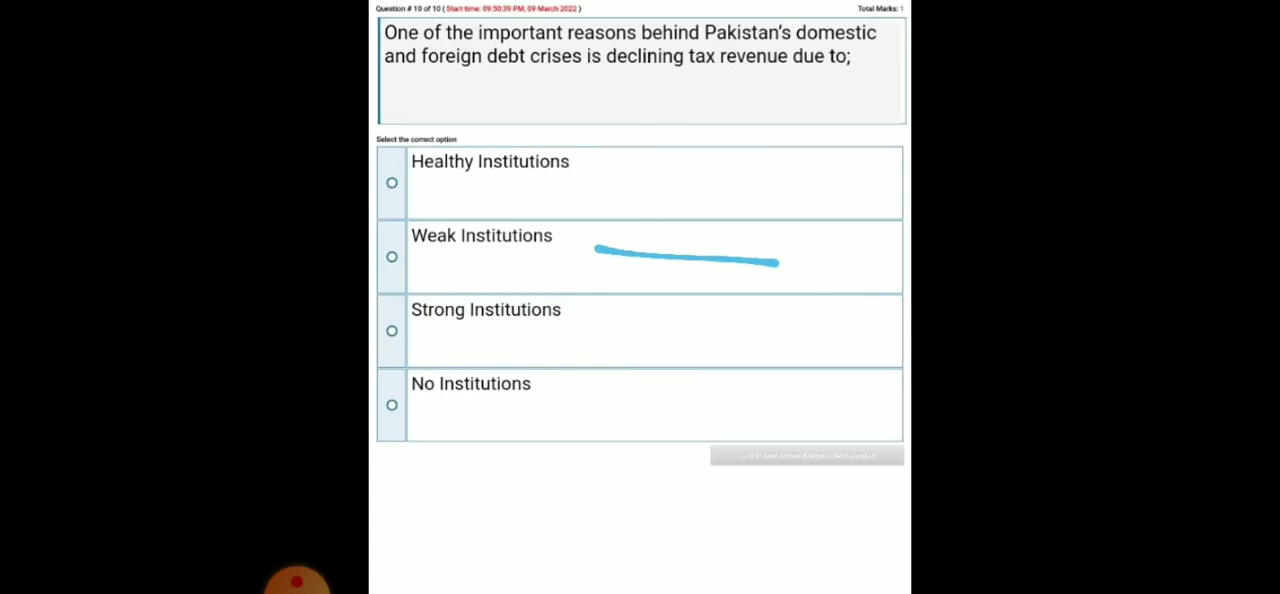 Question # 10 of 10 ( Start time: 09:50:39 PM, 09 March 2022 )
Total Marks: 1
One of the important reasons behind Pakistan's domestic
and foreign debt crises is declining tax revenue due to;
Select the correct option
Healthy Institutions
Weak Institutions
Strong Institutions
No Institutions